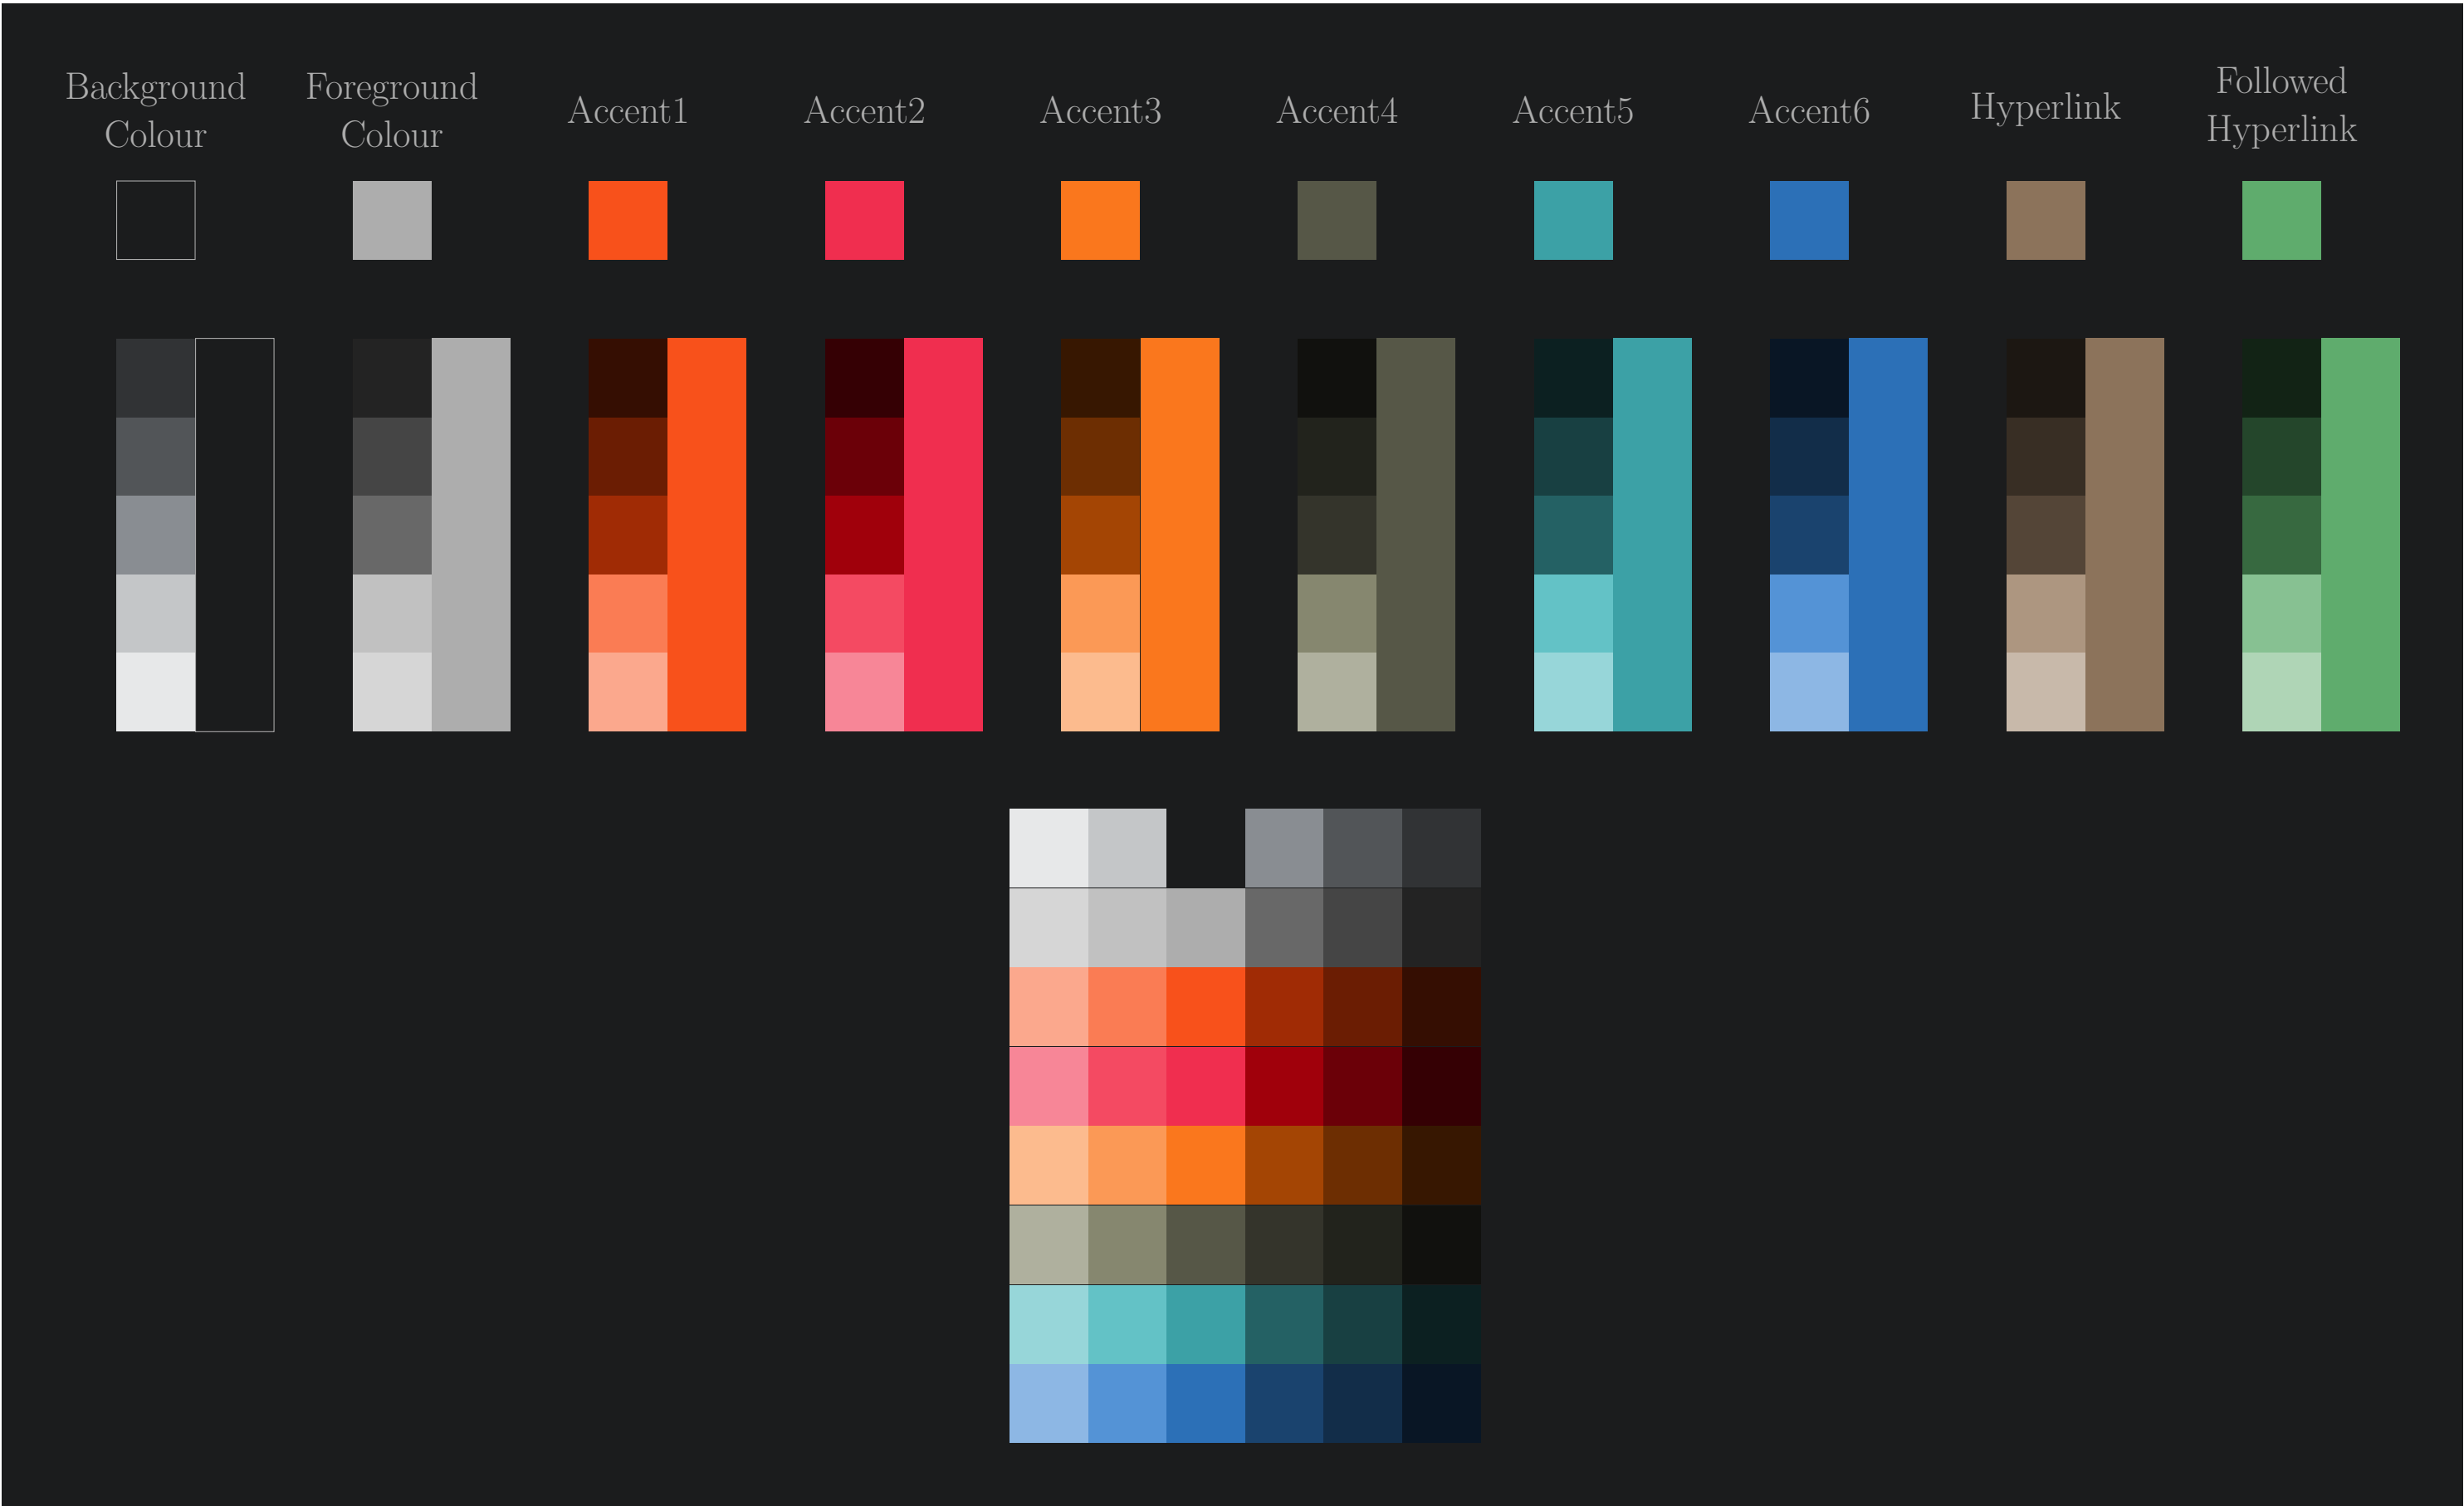 Background
Colour
Foreground
Colour
Accent1
Accent2
Accent3
Accent4
Accent5
Accent6
Hyperlink
Followed
Hyperlink